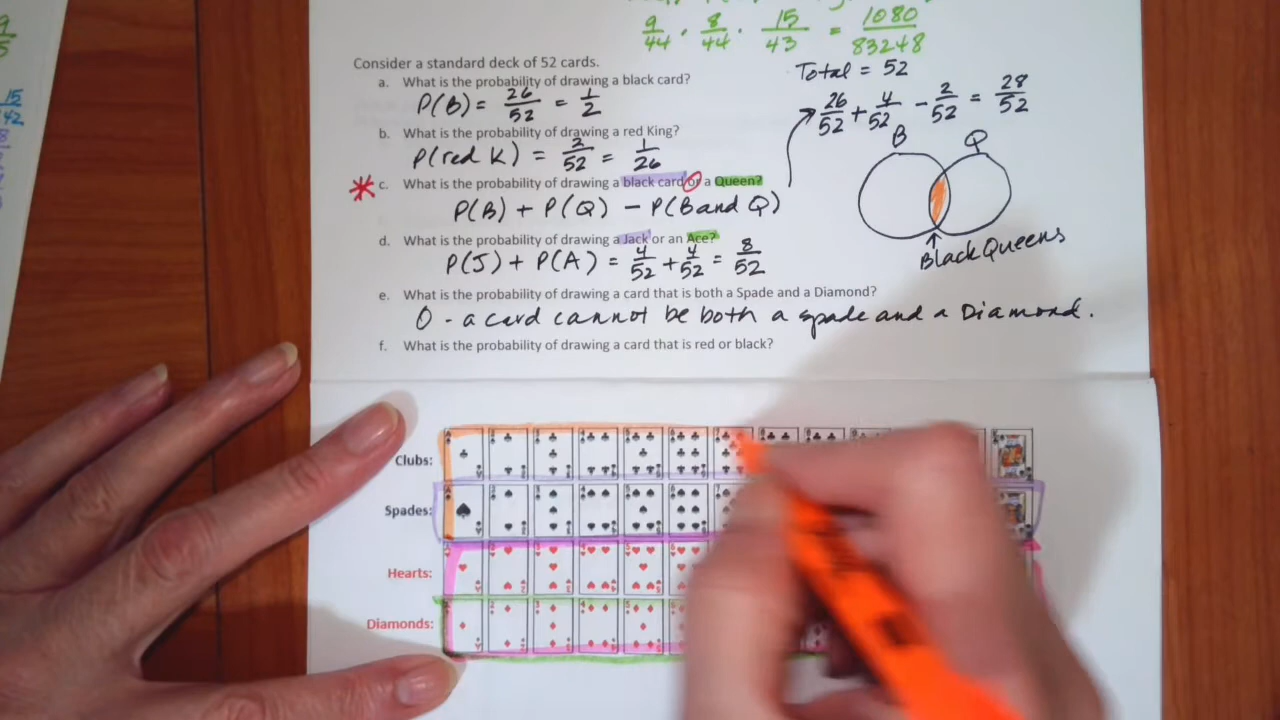 9/44 · 8/44 · 15/43 = 1080/83248
Consider a standard deck of 52 cards.
a. What is the probability of drawing a black card?
P(B) = 26/52 = 1/2
b. What is the probability of drawing a red King?
P(red K) = 2/52 = 1/26
* c. What is the probability of drawing a black card or a Queen?
P(B) + P(Q) - P(B and Q)
Total = 52
26/52 + 4/52 - 2/52 = 28/52
B Q
Black Queens
d. What is the probability of drawing a Jack or an Ace?
P(J) + P(A) = 4/52 + 4/52 = 8/52
e. What is the probability of drawing a card that is both a Spade and a Diamond?
0 - a card cannot be both a spade and a Diamond.
f. What is the probability of drawing a card that is red or black?
Clubs:
Spades:
Hearts:
Diamonds:
9/5
15/42